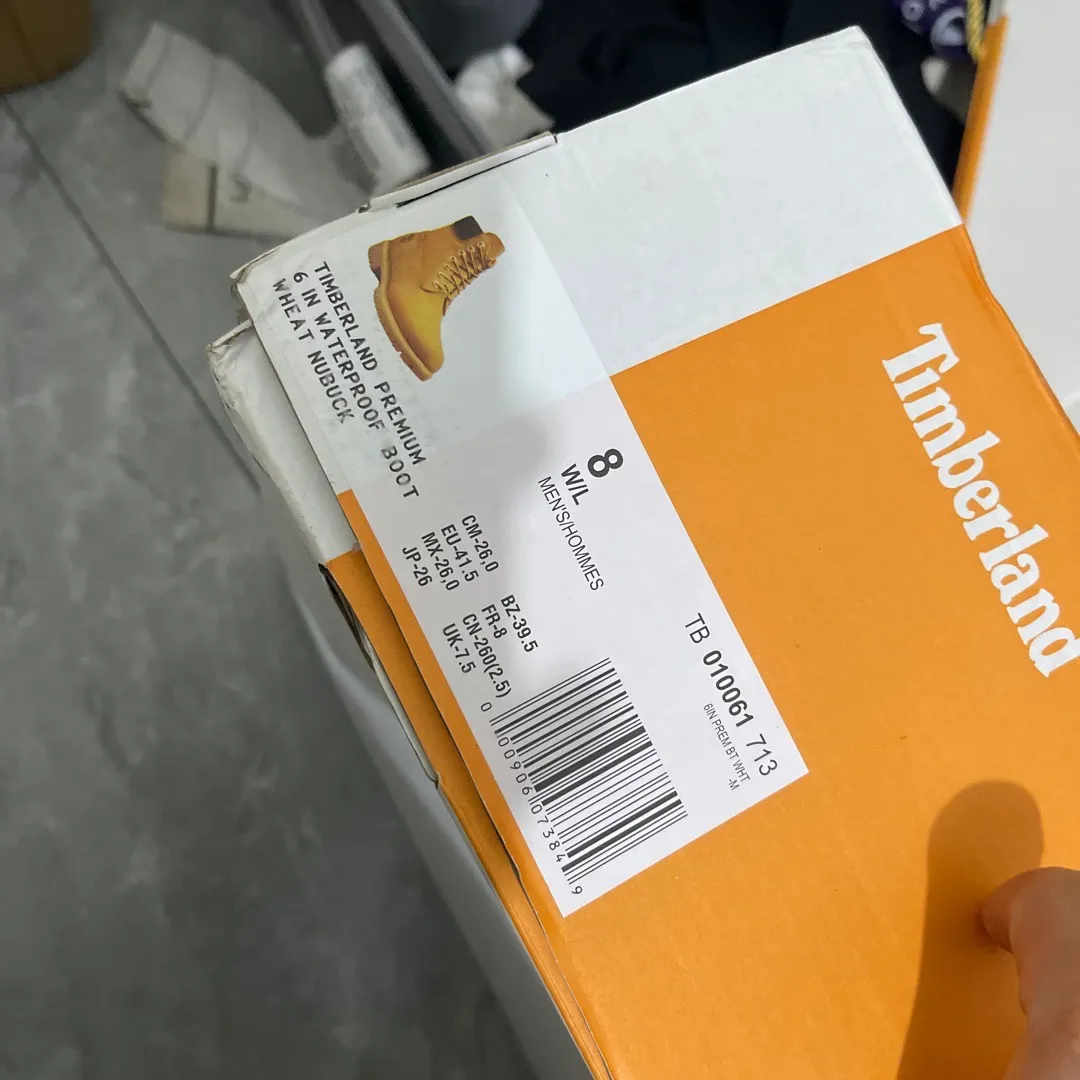 TIMBERLAND PREMIUM
6 IN WATERPROOF BOOT
WHEAT NUBUCK
8
W/L
MEN'S/HOMMES
CM-26,0 BZ-39.5
EU-41.5 FR-8
MX-26,0 CN-260(2.5)
JP-26 UK-7.5
0 00906 07384 9
TB 010061 713
6IN PREM BT WHT
-M
Timberland